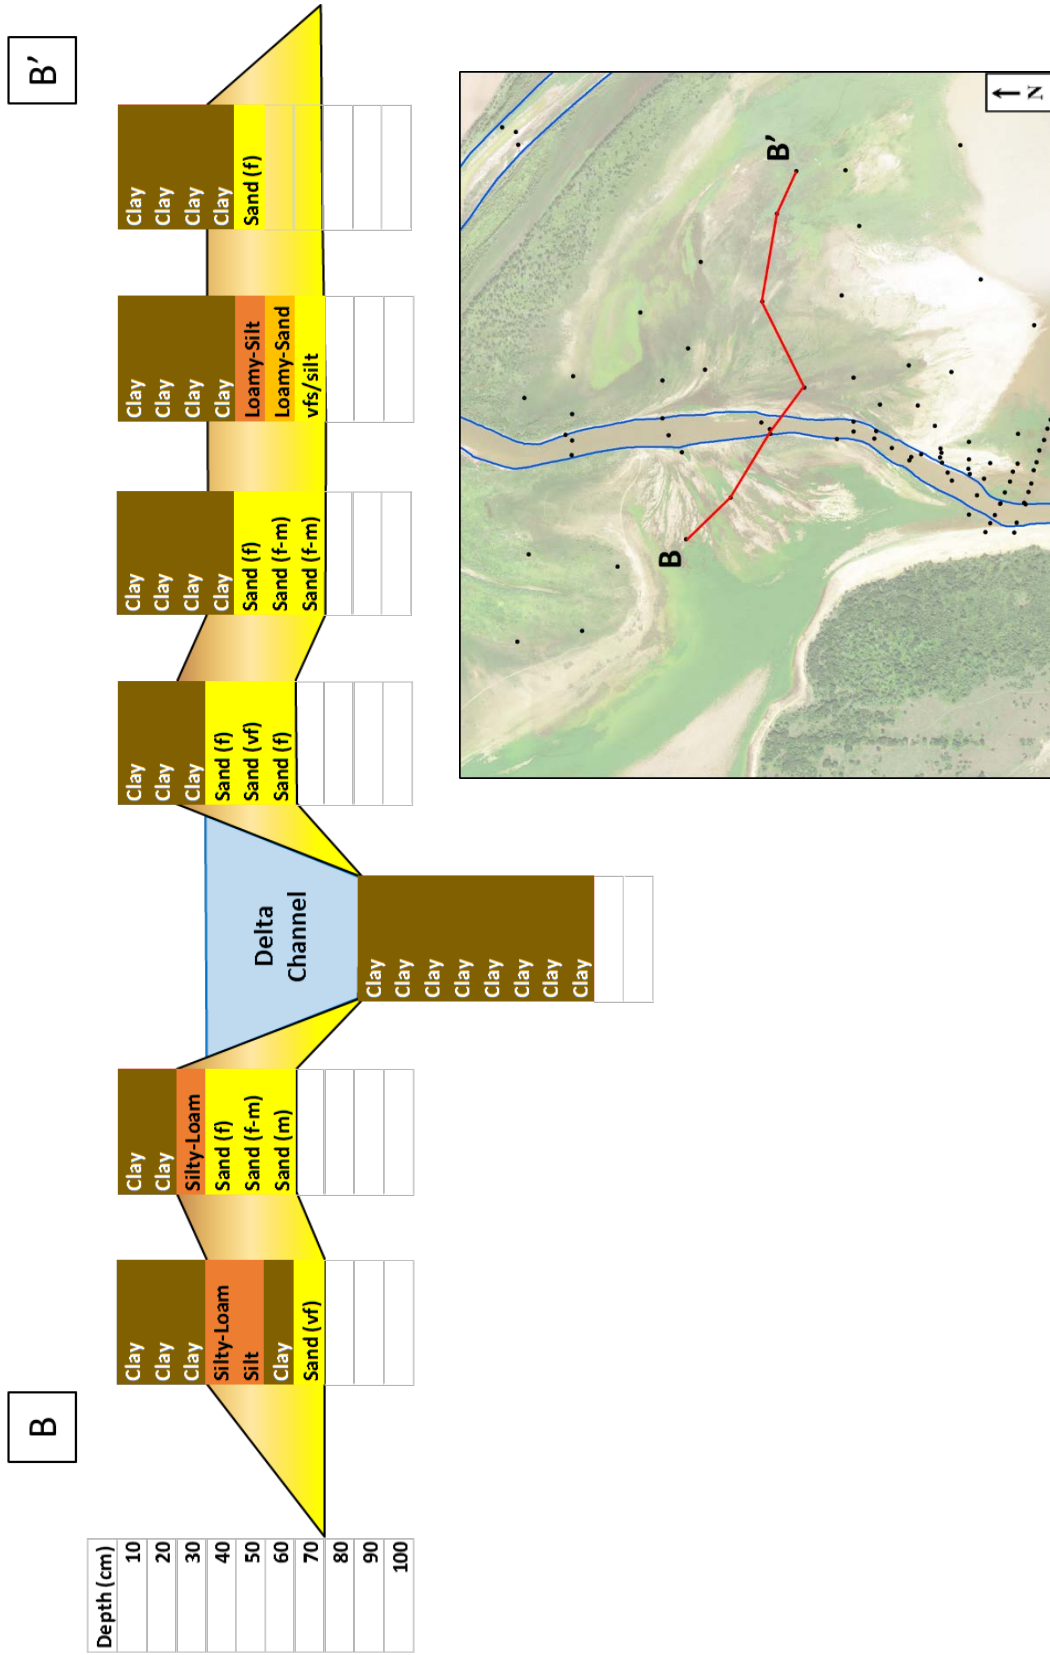 B
B'
Depth (cm)
10
20
30
40
50
60
70
80
90
100
Clay
Clay
Clay
Silty-Loam
Silt
Clay
Sand (vf)
Clay
Clay
Silty-Loam
Sand (f)
Sand (f-m)
Sand (m)
Delta
Channel
Clay
Clay
Clay
Clay
Clay
Clay
Clay
Clay
Clay
Clay
Clay
Sand (f)
Sand (vf)
Sand (f)
Clay
Clay
Clay
Clay
Sand (f)
Sand (f-m)
Sand (f-m)
Clay
Clay
Clay
Clay
Loamy-Silt
Loamy-Sand
vfs/silt
Clay
Clay
Clay
Clay
Sand (f)
B
B'
N